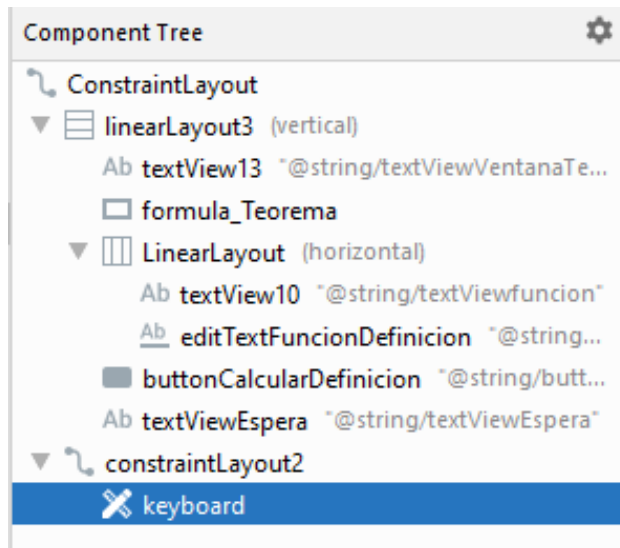 Component Tree
ConstraintLayout
linearLayout3 (vertical)
Ab textView13 "@string/textViewVentanaTe...
formula_Teorema
LinearLayout (horizontal)
Ab textView10 "@string/textViewfuncion"
Ab editTextFuncionDefinicion "@string...
buttonCalcularDefinicion "@string/butt...
Ab textViewEspera "@string/textViewEspera"
constraintLayout2
keyboard